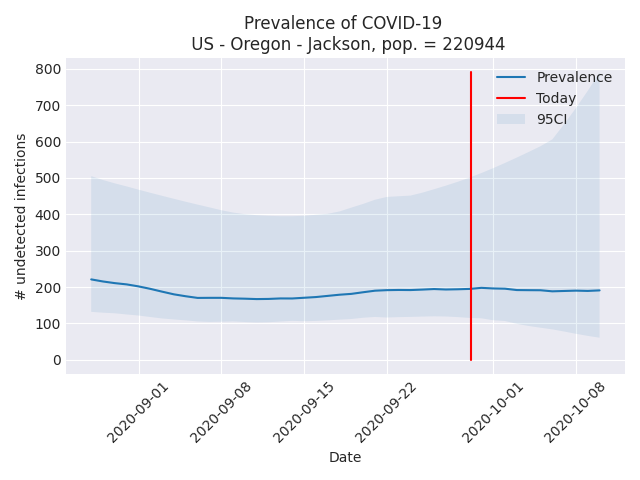 Prevalence of COVID-19
US - Oregon - Jackson, pop. = 220944
800
700
600
500
400
300
200
100
0
# undetected infections
Prevalence
Today
95CI
2020-09-01
2020-09-08
2020-09-15
2020-09-22
2020-10-01
2020-10-08
Date